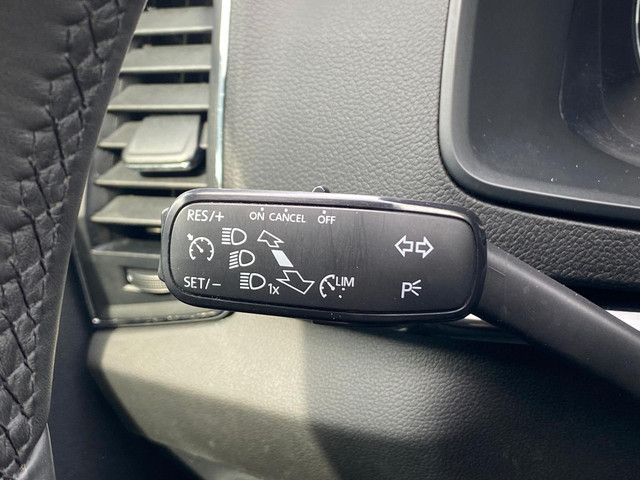 RES/+ ON CANCEL OFF
SET/- 1x LIM P